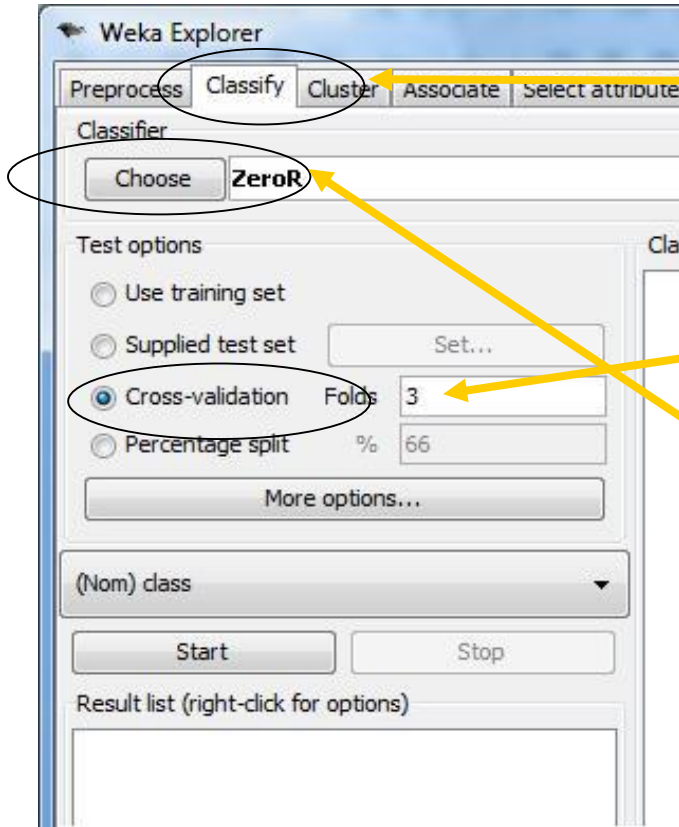 Weka Explorer
Preprocess Classify Cluster Associate Select attribute
Classifier
Choose ZeroR
Test options Cla
Use training set
Supplied test set Set...
Cross-validation Folds 3
Percentage split % 66
More options...
(Nom) class
Start Stop
Result list (right-click for options)